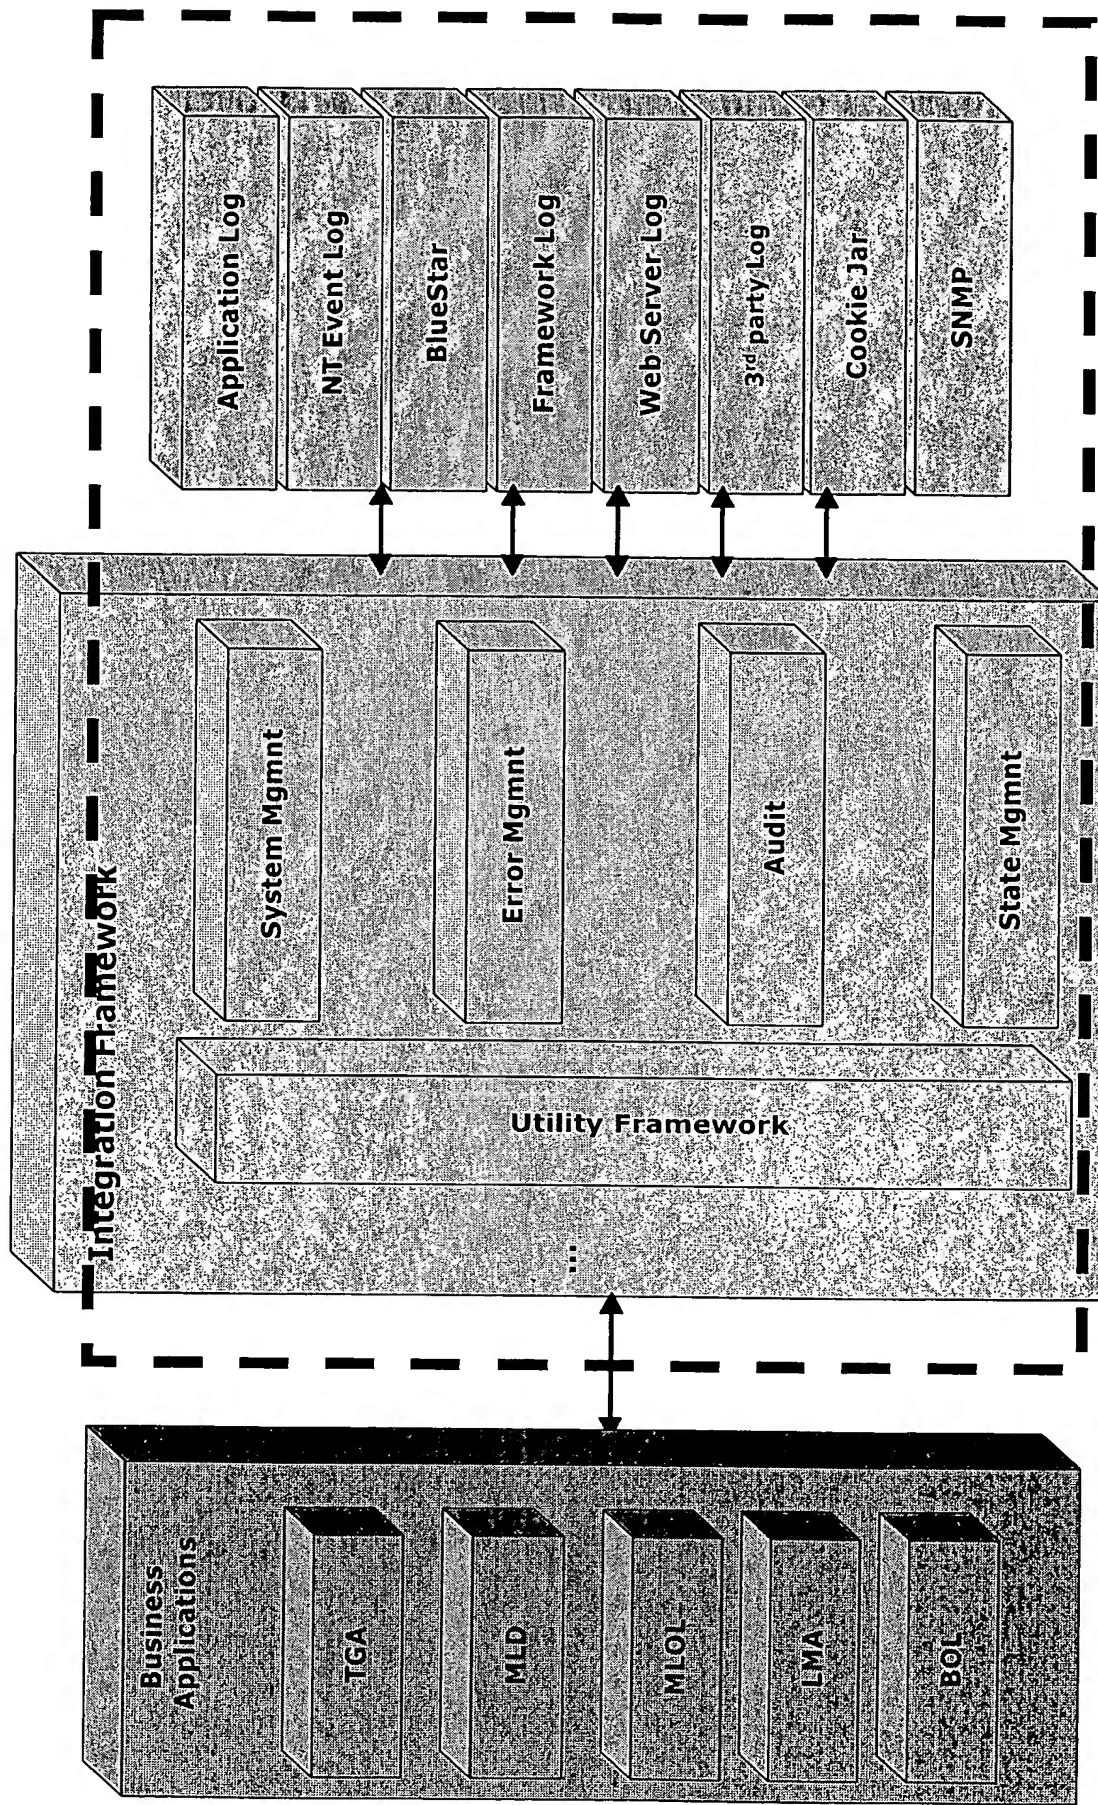 Business
Applications
TGA
MLD
MLOL
LMA
BOL
Integration Framework
...
Utility Framework
System Mgmnt
Error Mgmnt
Audit
State Mgmnt
Application Log
NT Event Log
BlueStar
Framework Log
Web Server Log
3rd party Log
Cookie Jar
SNMP